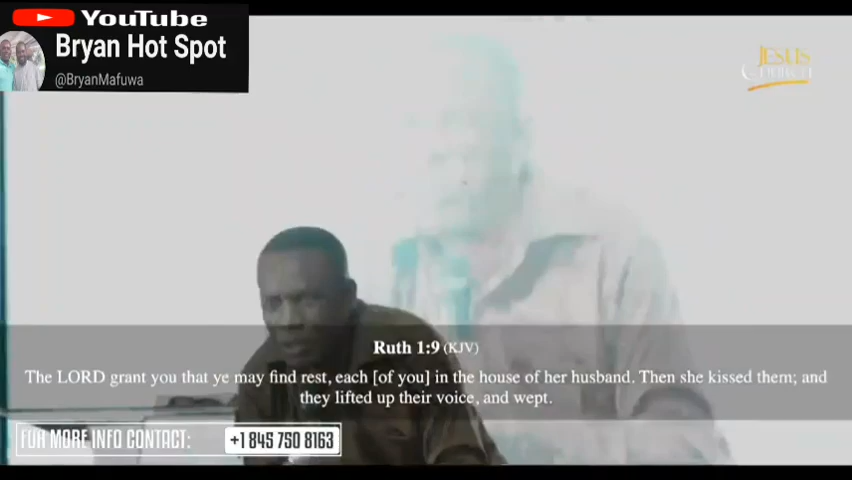 YouTube
Bryan Hot Spot
@BryanMafuwa
JESUS
CHURCH
Ruth 1:9 (KJV)
The LORD grant you that ye may find rest, each [of you] in the house of her husband. Then she kissed them; and
they lifted up their voice, and wept.
FOR MORE INFO CONTACT: +1 845 750 8163